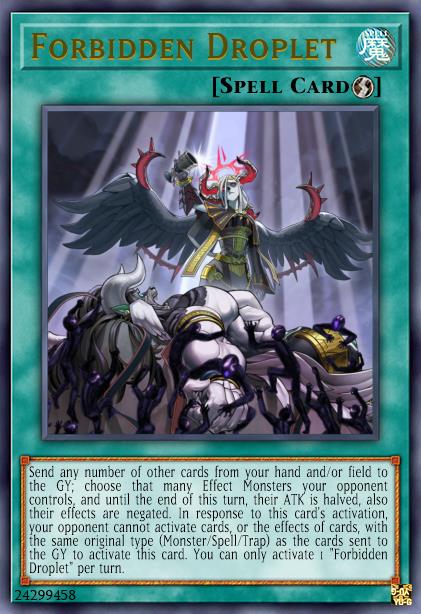 FORBIDDEN DROPLET
SPELL
魔
[SPELL CARD]
Send any number of other cards from your hand and/or field to
the GY; choose that many Effect Monsters your opponent
controls, and until the end of this turn, their ATK is halved, also
their effects are negated. In response to this card's activation,
your opponent cannot activate cards, or the effects of cards, with
the same original type (Monster/Spell/Trap) as the cards sent to
the GY to activate this card. You can only activate 1 "Forbidden
Droplet" per turn.
24299458